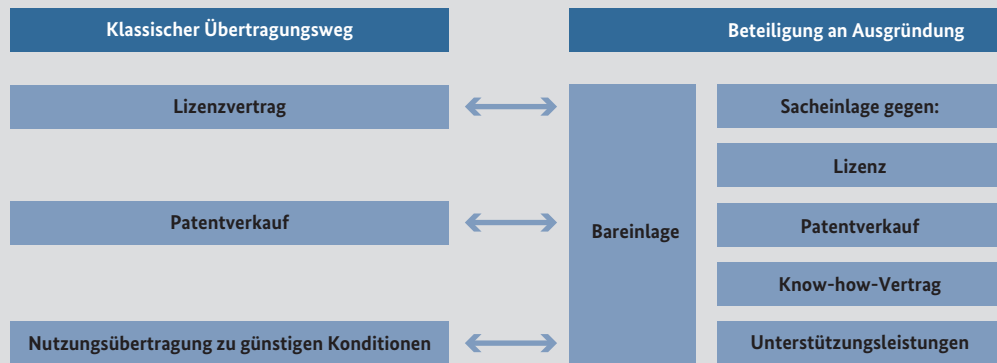 Klassischer Übertragungsweg
Beteiligung an Ausgründung
Lizenzvertrag
Patentverkauf
Nutzungsübertragung zu günstigen Konditionen
Bareinlage
Sacheinlage gegen:
Lizenz
Patentverkauf
Know-how-Vertrag
Unterstützungsleistungen